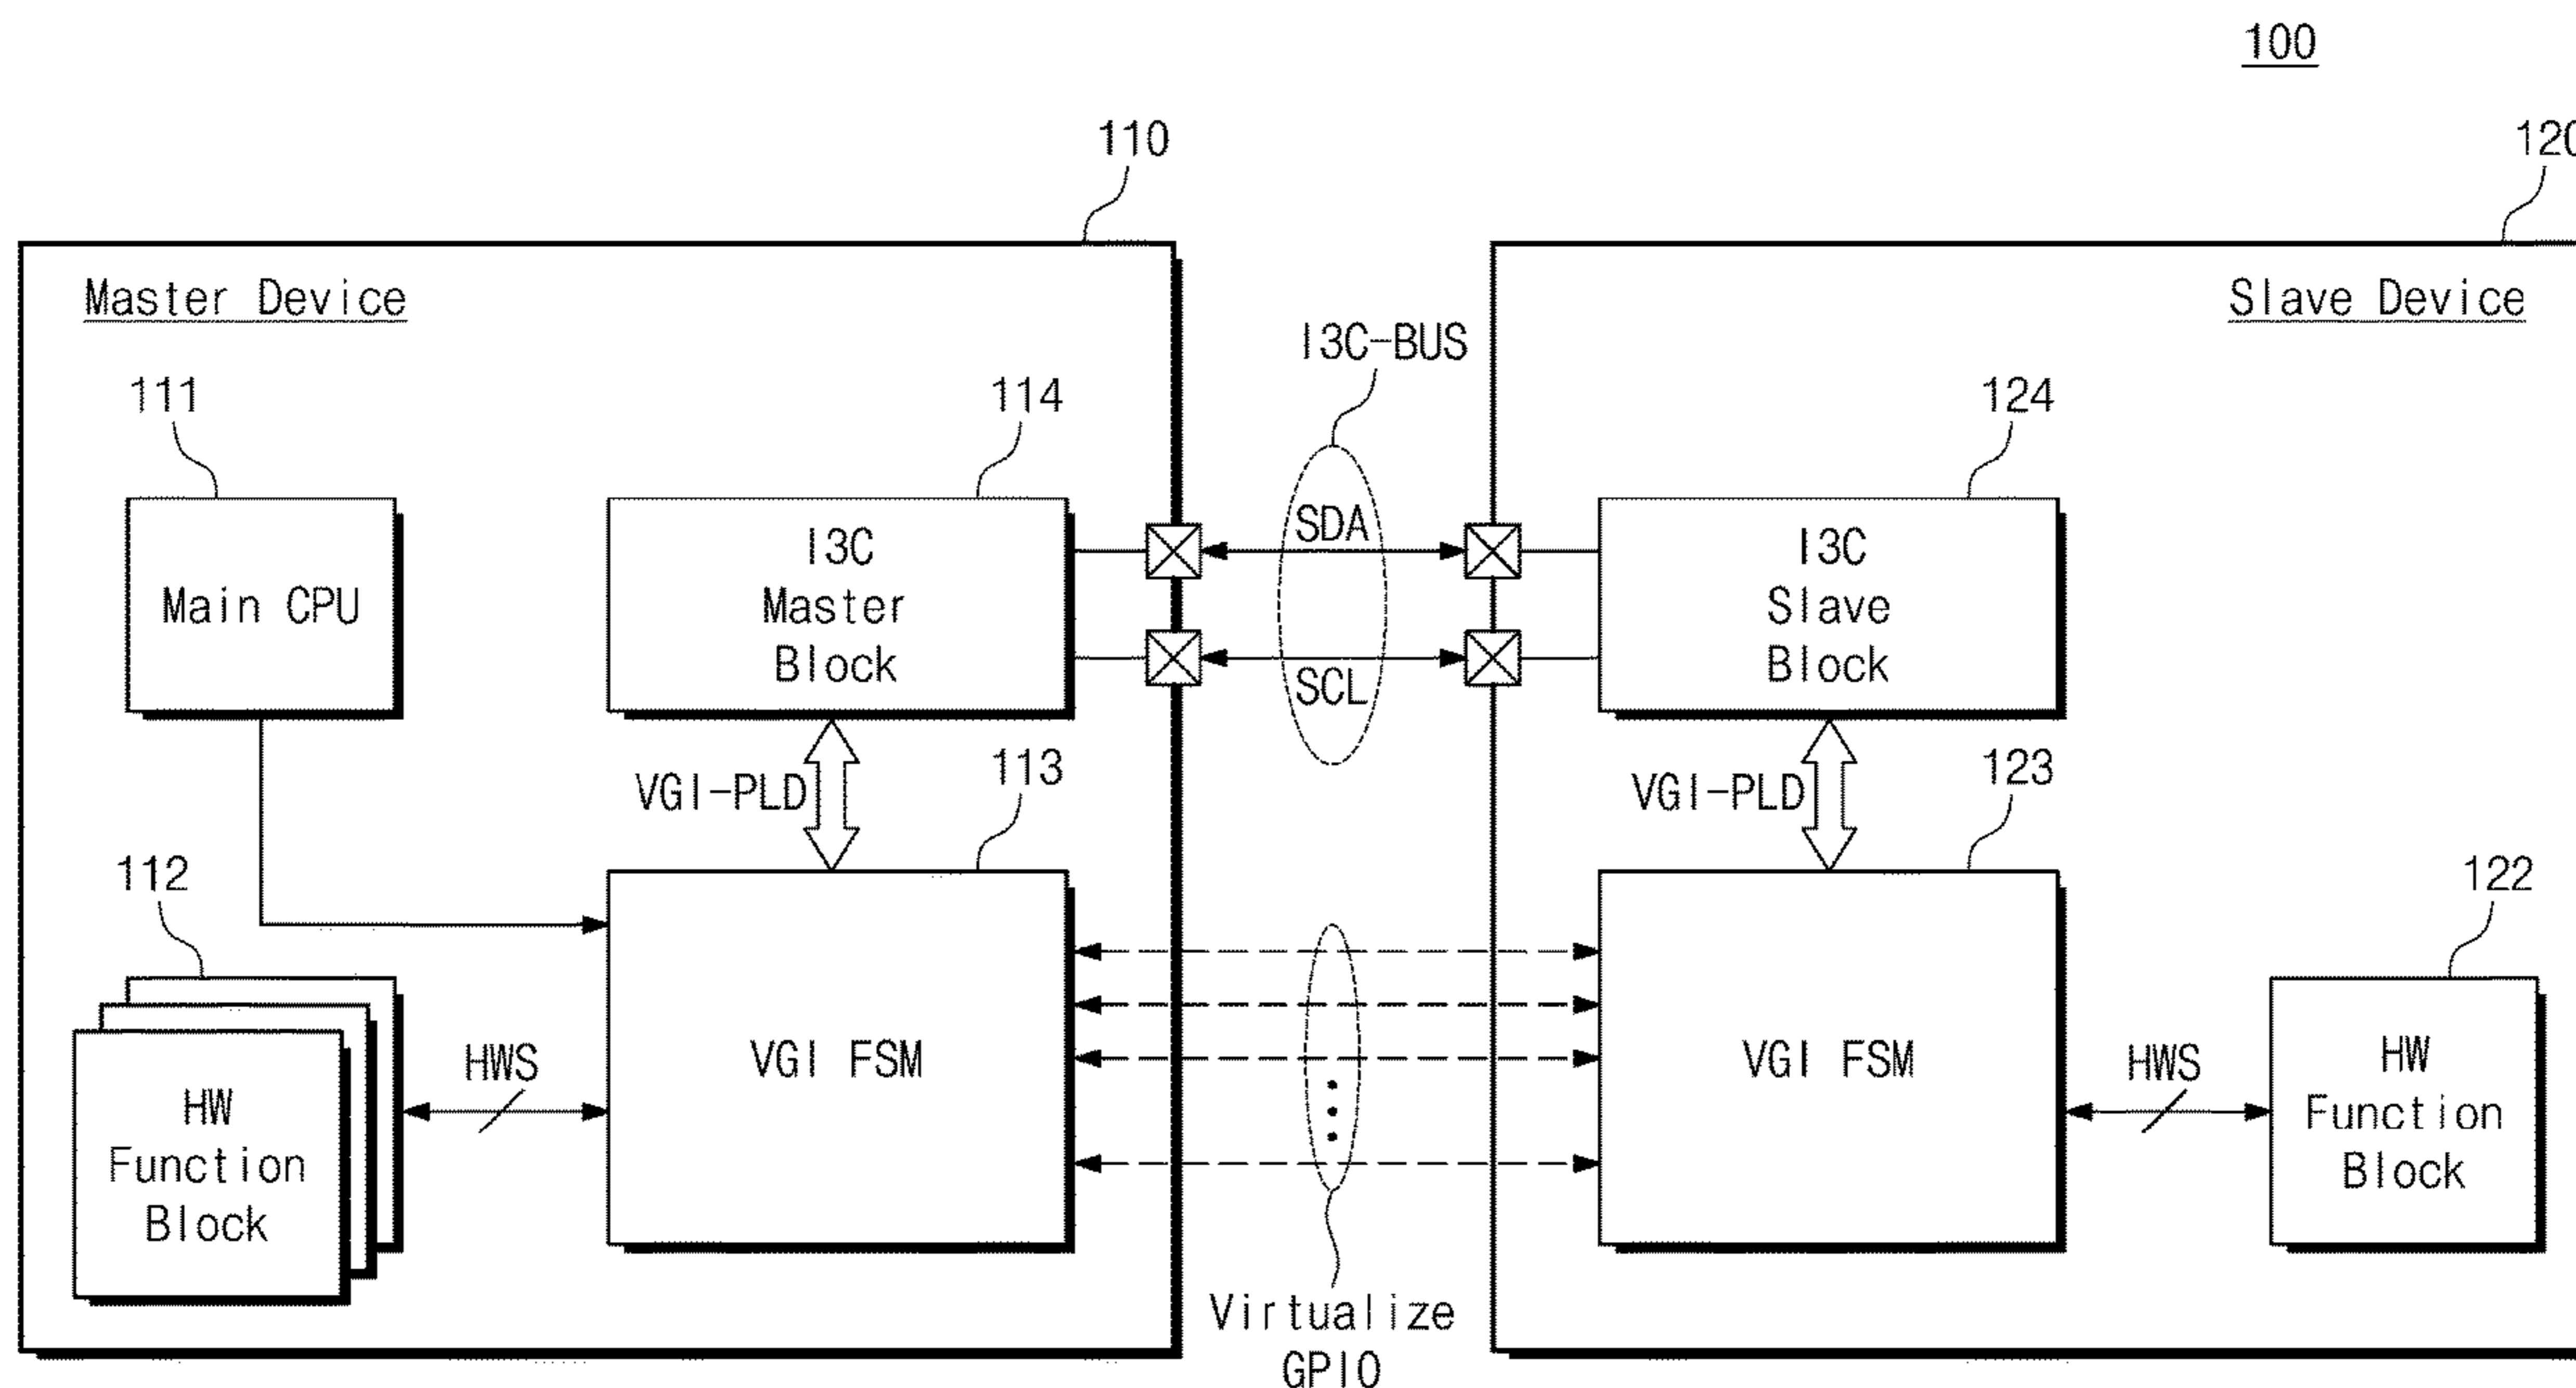 100
110
120
Master Device
Slave Device
I3C-BUS
111
114
124
Main CPU
I3C
Master
Block
SDA
SCL
I3C
Slave
Block
VGI-PLD
113
VGI-PLD
123
112
122
HW
Function
Block
HWS
VGI FSM
VGI FSM
HWS
HW
Function
Block
Virtualize
GPIO